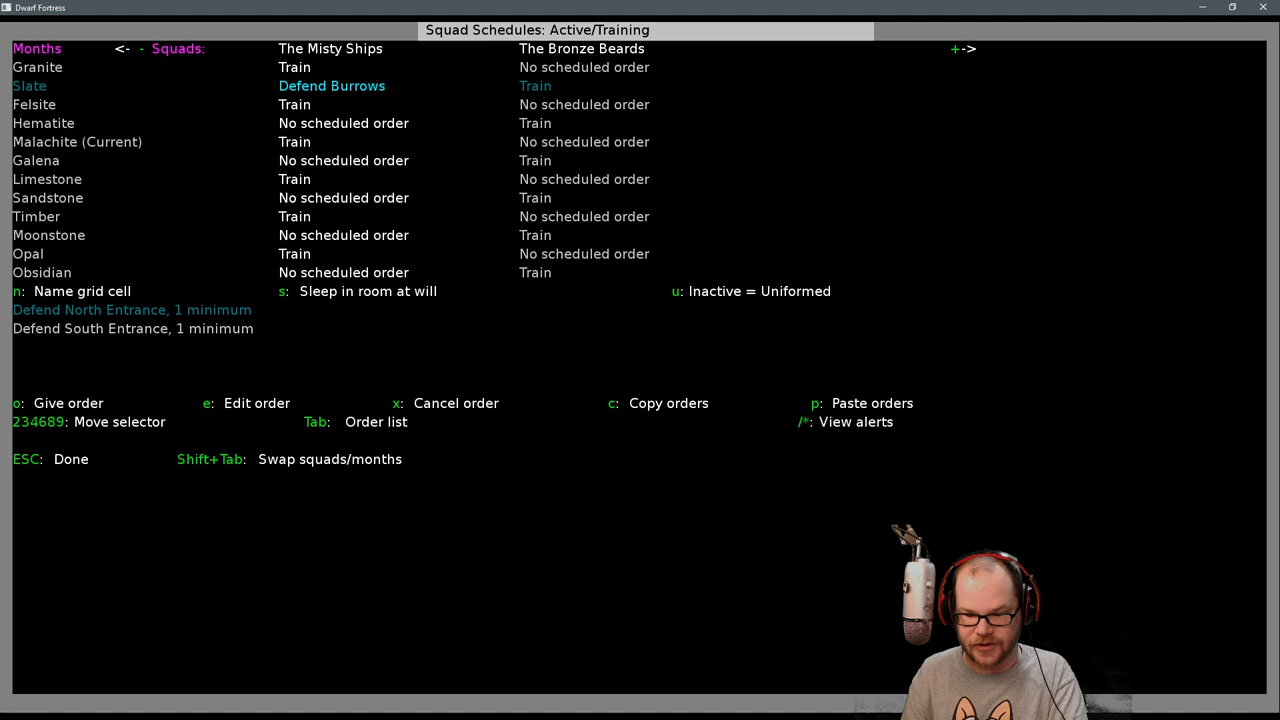 Dwarf Fortress
Squad Schedules: Active/Training
Months <- - Squads: The Misty Ships The Bronze Beards +->
Granite Train No scheduled order
Slate Defend Burrows Train
Felsite Train No scheduled order
Hematite No scheduled order Train
Malachite (Current) Train No scheduled order
Galena No scheduled order Train
Limestone Train No scheduled order
Sandstone No scheduled order Train
Timber Train No scheduled order
Moonstone No scheduled order Train
Opal Train No scheduled order
Obsidian No scheduled order Train
n: Name grid cell s: Sleep in room at will u: Inactive = Uniformed
Defend North Entrance, 1 minimum
Defend South Entrance, 1 minimum
o: Give order e: Edit order x: Cancel order c: Copy orders p: Paste orders
234689: Move selector Tab: Order list /*: View alerts
ESC: Done Shift+Tab: Swap squads/months